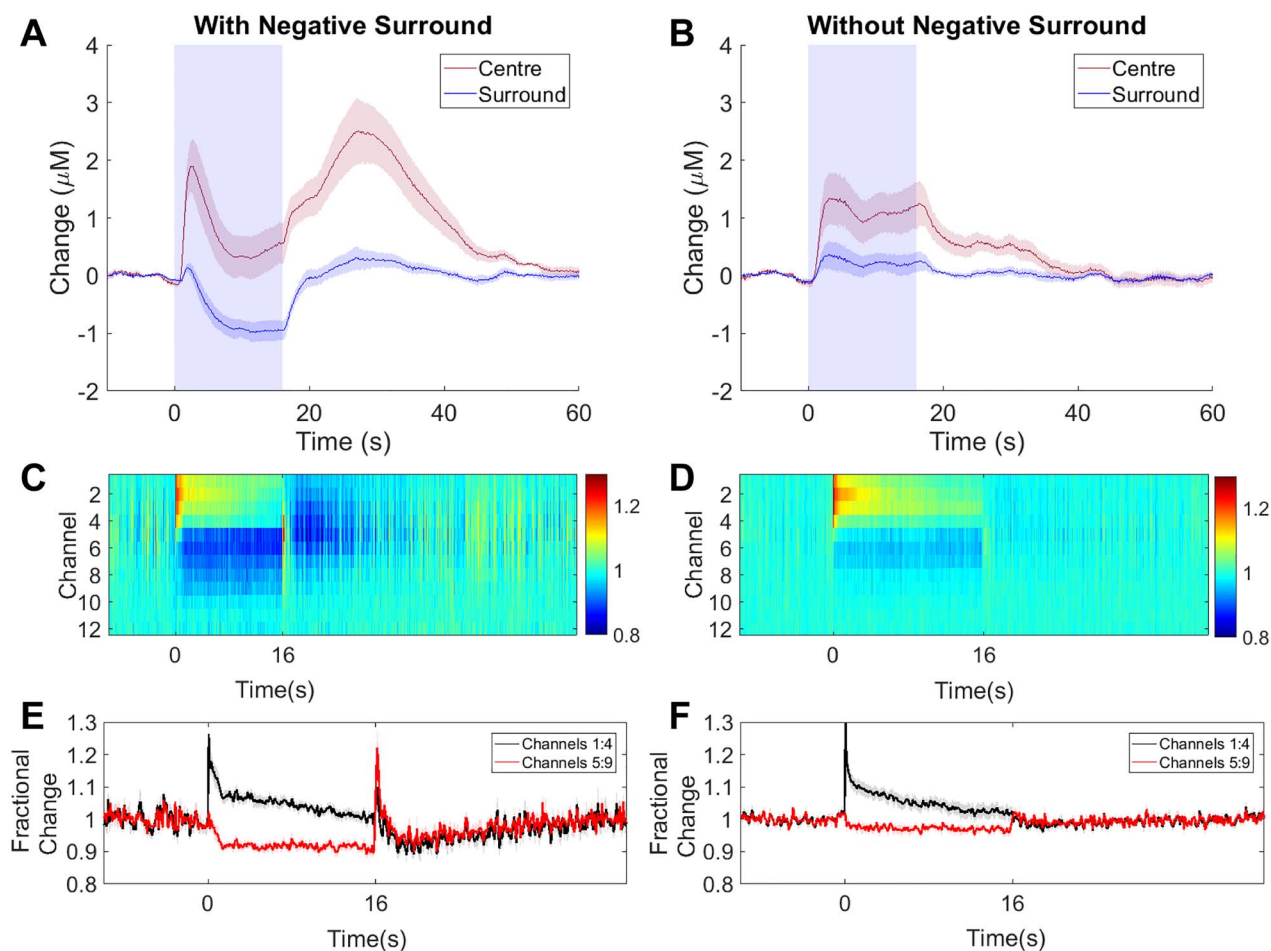 A
With Negative Surround
4
3
2
1
0
-1
-2
Change (μM)
Centre
Surround
0
20
40
60
Time (s)
B
Without Negative Surround
4
3
2
1
0
-1
-2
Change (μM)
Centre
Surround
0
20
40
60
Time (s)
C
2
4
6
8
10
12
Channel
0
16
Time(s)
1.2
1
0.8
D
2
4
6
8
10
12
Channel
0
16
Time(s)
1.2
1
0.8
E
1.3
1.2
1.1
1
0.9
0.8
Fractional
Change
Channels 1:4
Channels 5:9
0
16
Time(s)
F
1.3
1.2
1.1
1
0.9
0.8
Fractional
Change
Channels 1:4
Channels 5:9
0
16
Time(s)